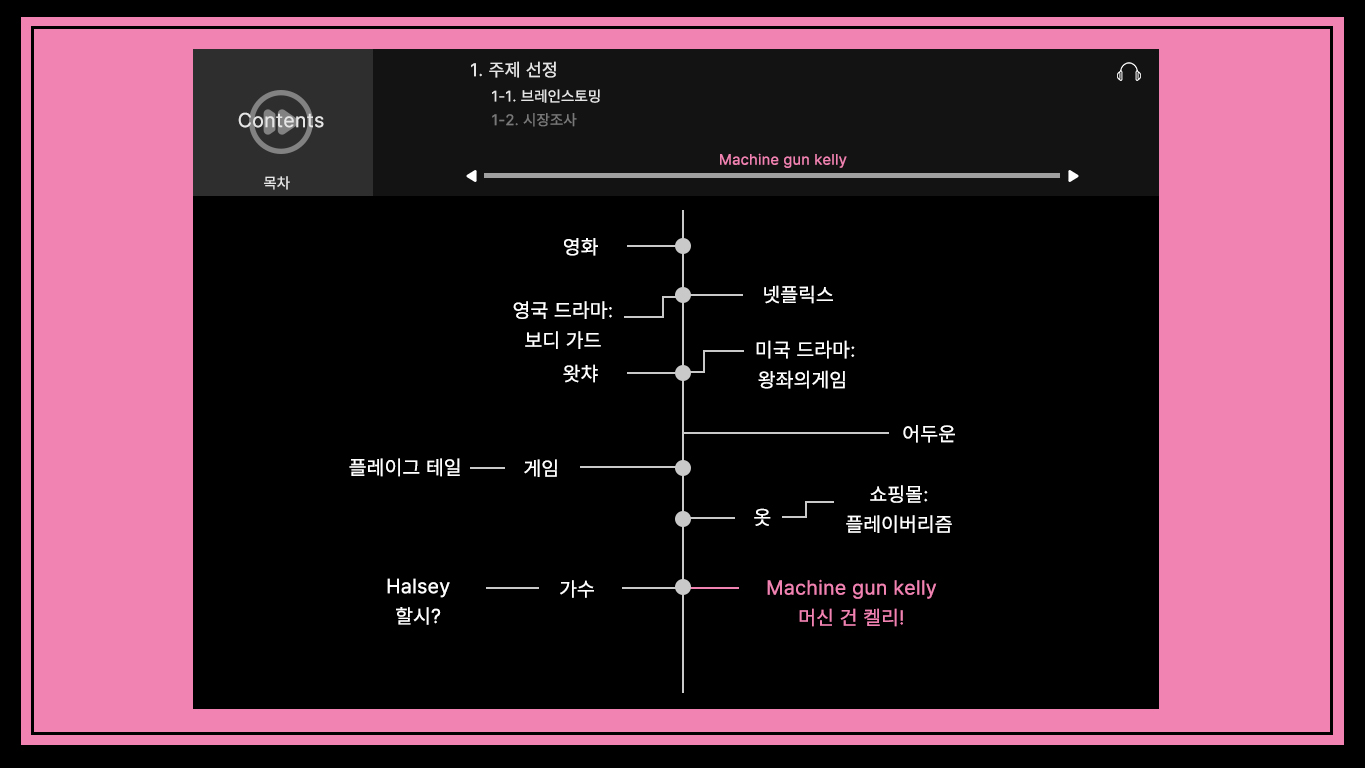 Contents
목차
1. 주제 선정
1-1. 브레인스토밍
1-2. 시장조사
Machine gun kelly
영화
넷플릭스
영국 드라마:
보디 가드
미국 드라마:
왕좌의게임
왓챠
어두운
플레이그 테일
게임
옷
쇼핑몰:
플레이버리즘
Halsey
할시?
가수
Machine gun kelly
머신 건 켈리!